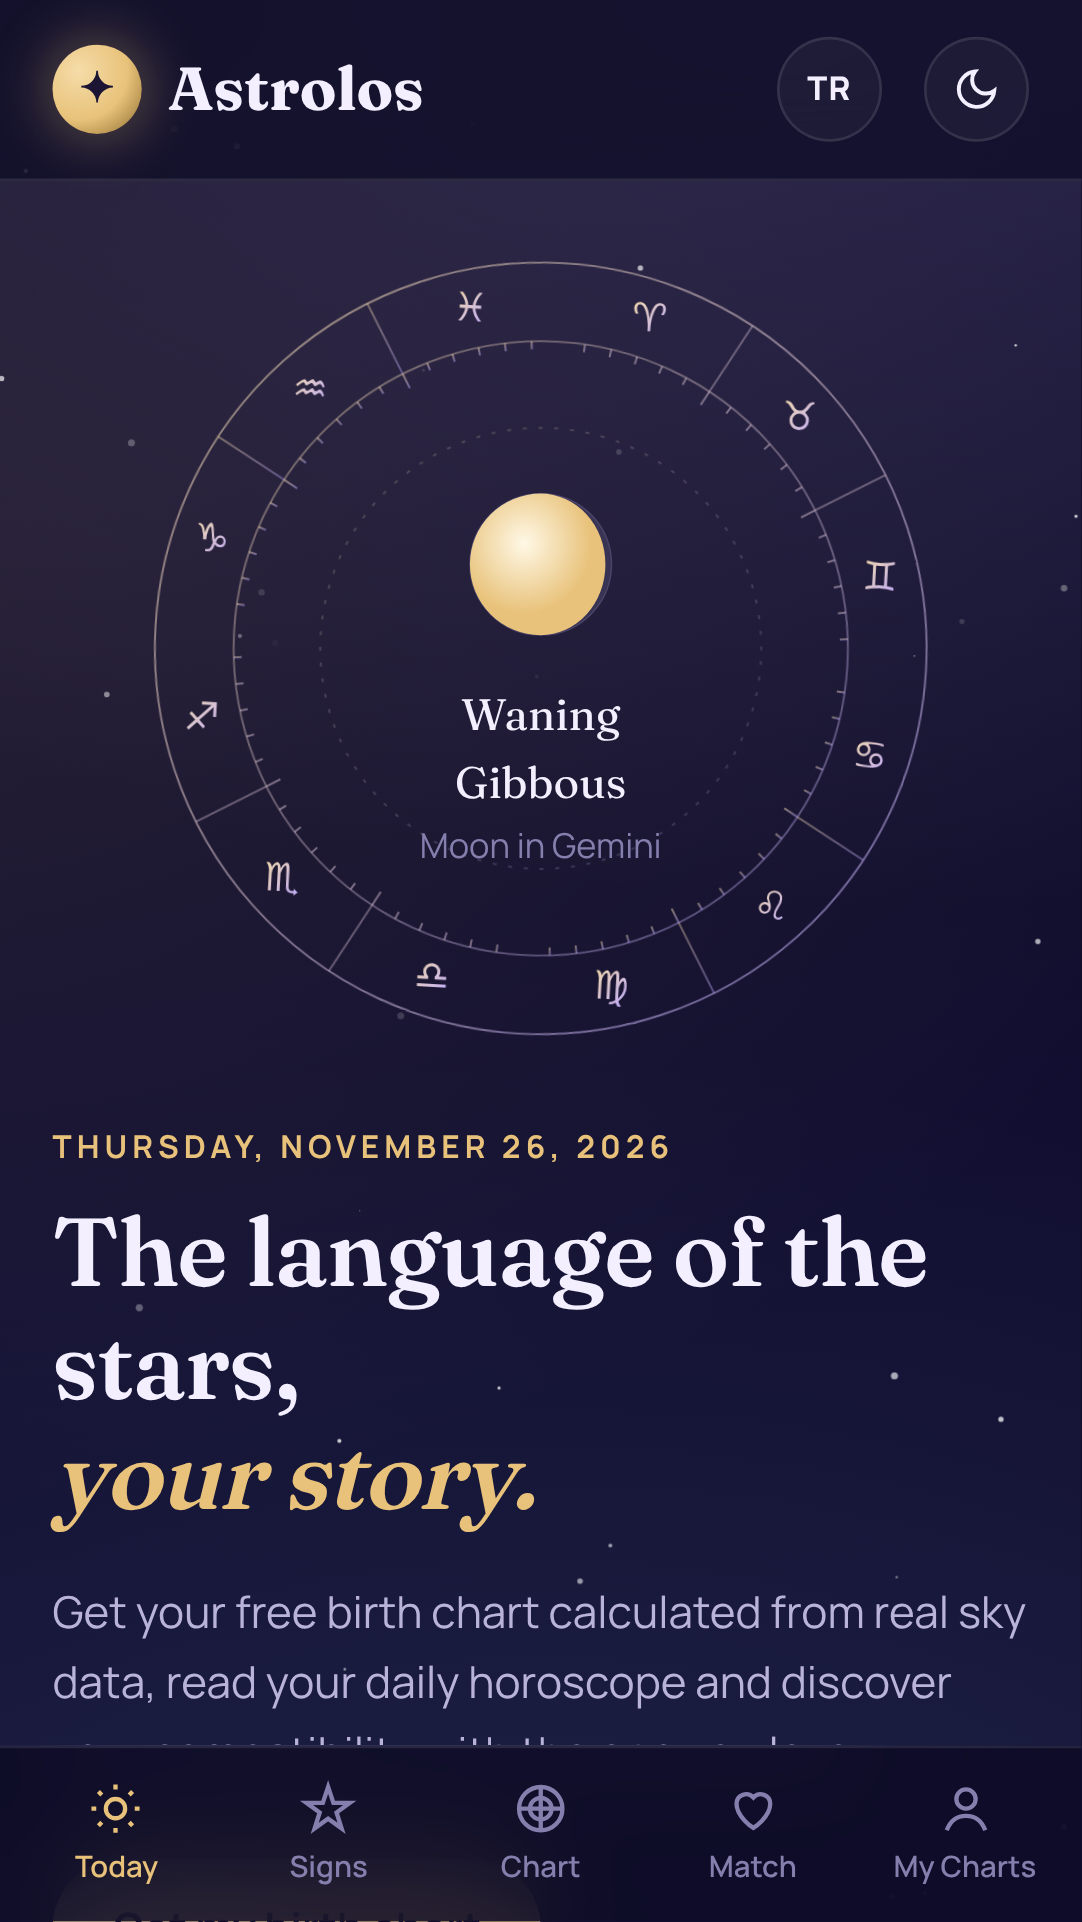 Astrolos
TR
Waning
Gibbous
Moon in Gemini
THURSDAY, NOVEMBER 26, 2026
The language of the
stars,
your story.
Get your free birth chart calculated from real sky
data, read your daily horoscope and discover
Today
Signs
Chart
Match
My Charts